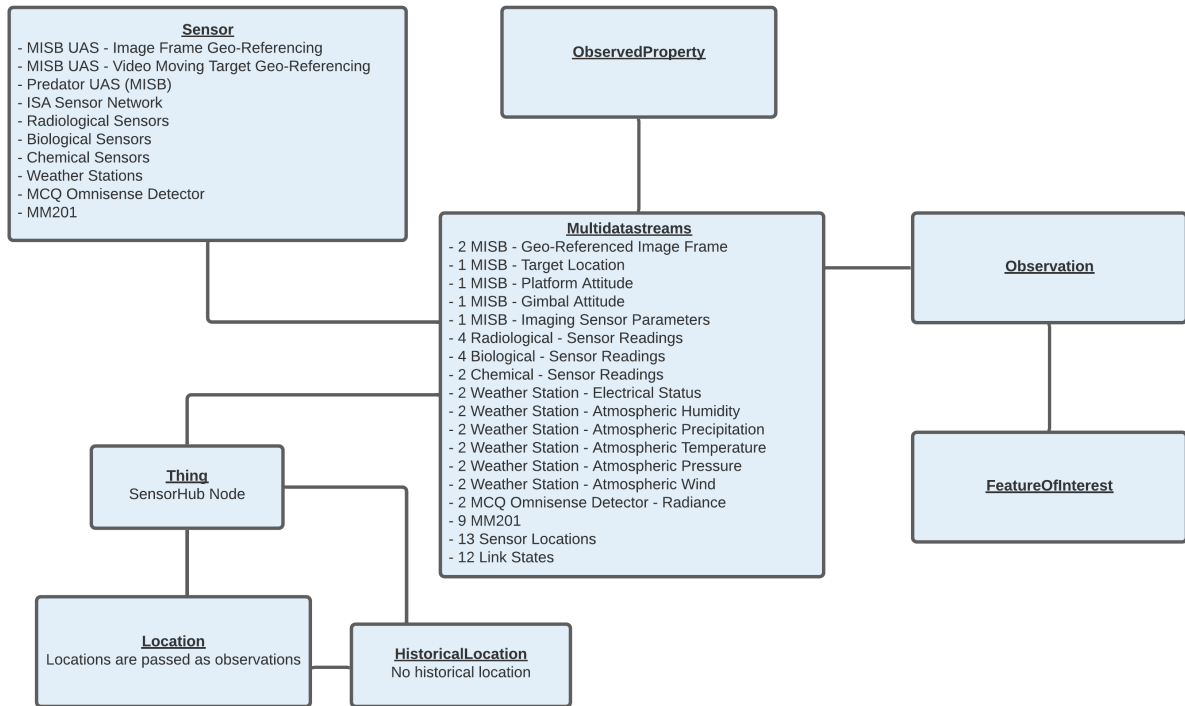 Sensor
- MISB UAS - Image Frame Geo-Referencing
- MISB UAS - Video Moving Target Geo-Referencing
- Predator UAS (MISB)
- ISA Sensor Network
- Radiological Sensors
- Biological Sensors
- Chemical Sensors
- Weather Stations
- MCQ Omnisense Detector
- MM201
ObservedProperty
Multidatastreams
- 2 MISB - Geo-Referenced Image Frame
- 1 MISB - Target Location
- 1 MISB - Platform Attitude
- 1 MISB - Gimbal Attitude
- 1 MISB - Imaging Sensor Parameters
- 4 Radiological - Sensor Readings
- 4 Biological - Sensor Readings
- 2 Chemical - Sensor Readings
- 2 Weather Station - Electrical Status
- 2 Weather Station - Atmospheric Humidity
- 2 Weather Station - Atmospheric Precipitation
- 2 Weather Station - Atmospheric Temperature
- 2 Weather Station - Atmospheric Pressure
- 2 Weather Station - Atmospheric Wind
- 2 MCQ Omnisense Detector - Radiance
- 9 MM201
- 13 Sensor Locations
- 12 Link States
Observation
FeatureOfInterest
Thing
SensorHub Node
Location
Locations are passed as observations
HistoricalLocation
No historical location